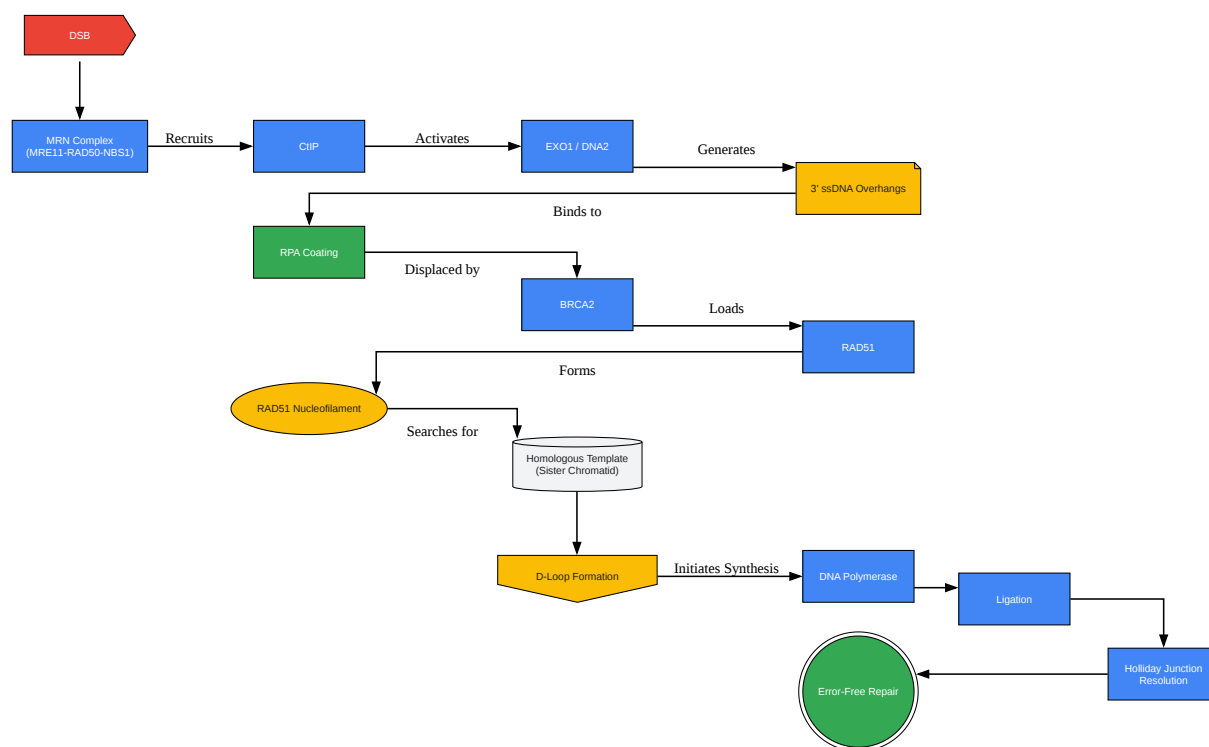 DSB
MRN Complex
(MRE11-RAD50-NBS1)
Recruits
CtIP
Activates
EXO1 / DNA2
Generates
3' ssDNA Overhangs
Binds to
RPA Coating
Displaced by
BRCA2
Loads
RAD51
Forms
RAD51 Nucleofilament
Searches for
Homologous Template
(Sister Chromatid)
D-Loop Formation
Initiates Synthesis
DNA Polymerase
Ligation
Holliday Junction
Resolution
Error-Free Repair